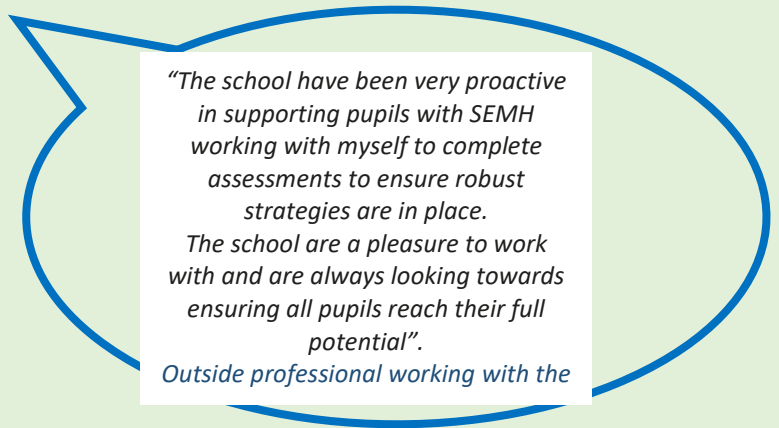 “The school have been very proactive
in supporting pupils with SEMH
working with myself to complete
assessments to ensure robust
strategies are in place.
The school are a pleasure to work
with and are always looking towards
ensuring all pupils reach their full
potential”.
Outside professional working with the